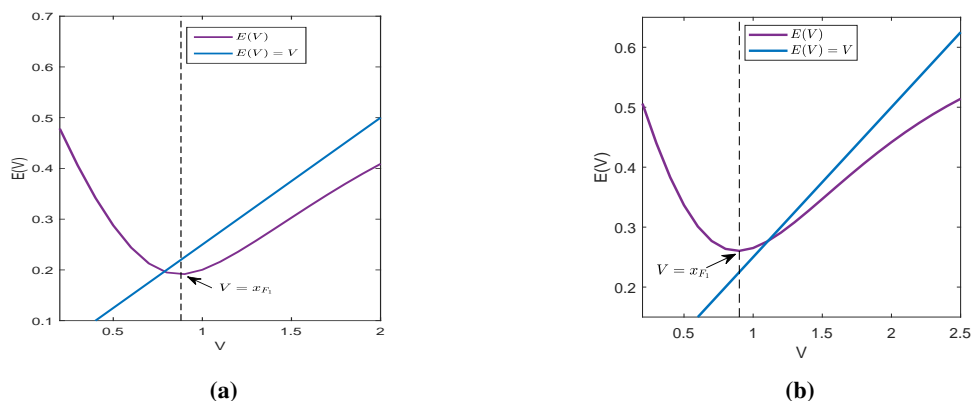 0.7
0.6
0.5
0.4
0.3
0.2
0.1
E(V)
0.5
1
1.5
2
V
E(V)
E(V) = V
V = x_{F_1}
(a)
0.6
0.5
0.4
0.3
0.2
E(V)
0.5
1
1.5
2
2.5
V
E(V)
E(V) = V
V = x_{F_1}
(b)